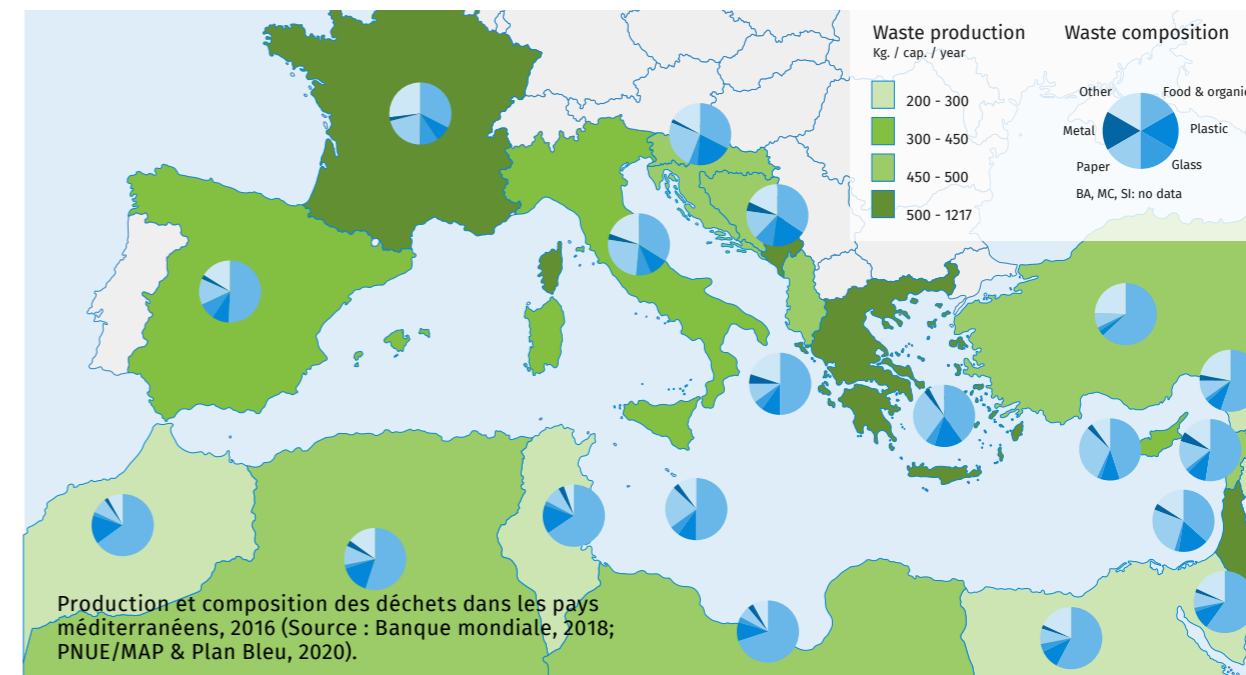 Waste production
Kg. / cap. / year
200 - 300
300 - 450
450 - 500
500 - 1217
Waste composition
Other
Food & organic
Metal
Plastic
Paper
Glass
BA, MC, SI: no data
Production et composition des déchets dans les pays
méditerranéens, 2016 (Source : Banque mondiale, 2018;
PNUE/MAP & Plan Bleu, 2020).